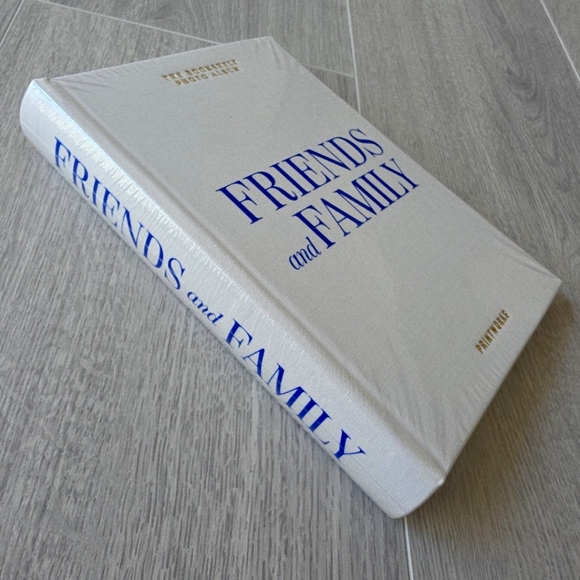 THE BOOKSHELF
PHOTO ALBUM
FRIENDS
and FAMILY
PRINTWORKS
FRIENDS and FAMILY